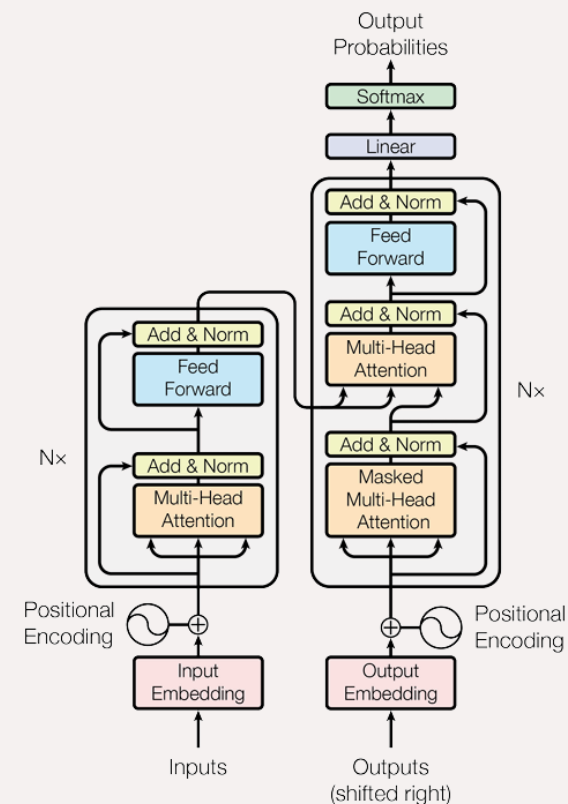 Output
Probabilities
Softmax
Linear
Add & Norm
Feed
Forward
Add & Norm
Multi-Head
Attention
Add & Norm
Masked
Multi-Head
Attention
N×
Add & Norm
Feed
Forward
Add & Norm
Multi-Head
Attention
N×
Positional
Encoding
Positional
Encoding
Input
Embedding
Output
Embedding
Inputs
Outputs
(shifted right)